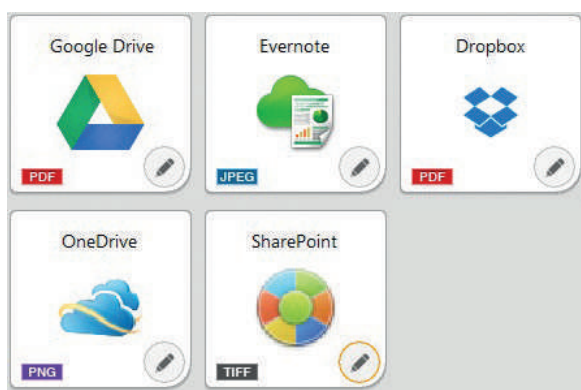 Google Drive
PDF
Evernote
JPEG
Dropbox
PDF
OneDrive
PNG
SharePoint
TIFF